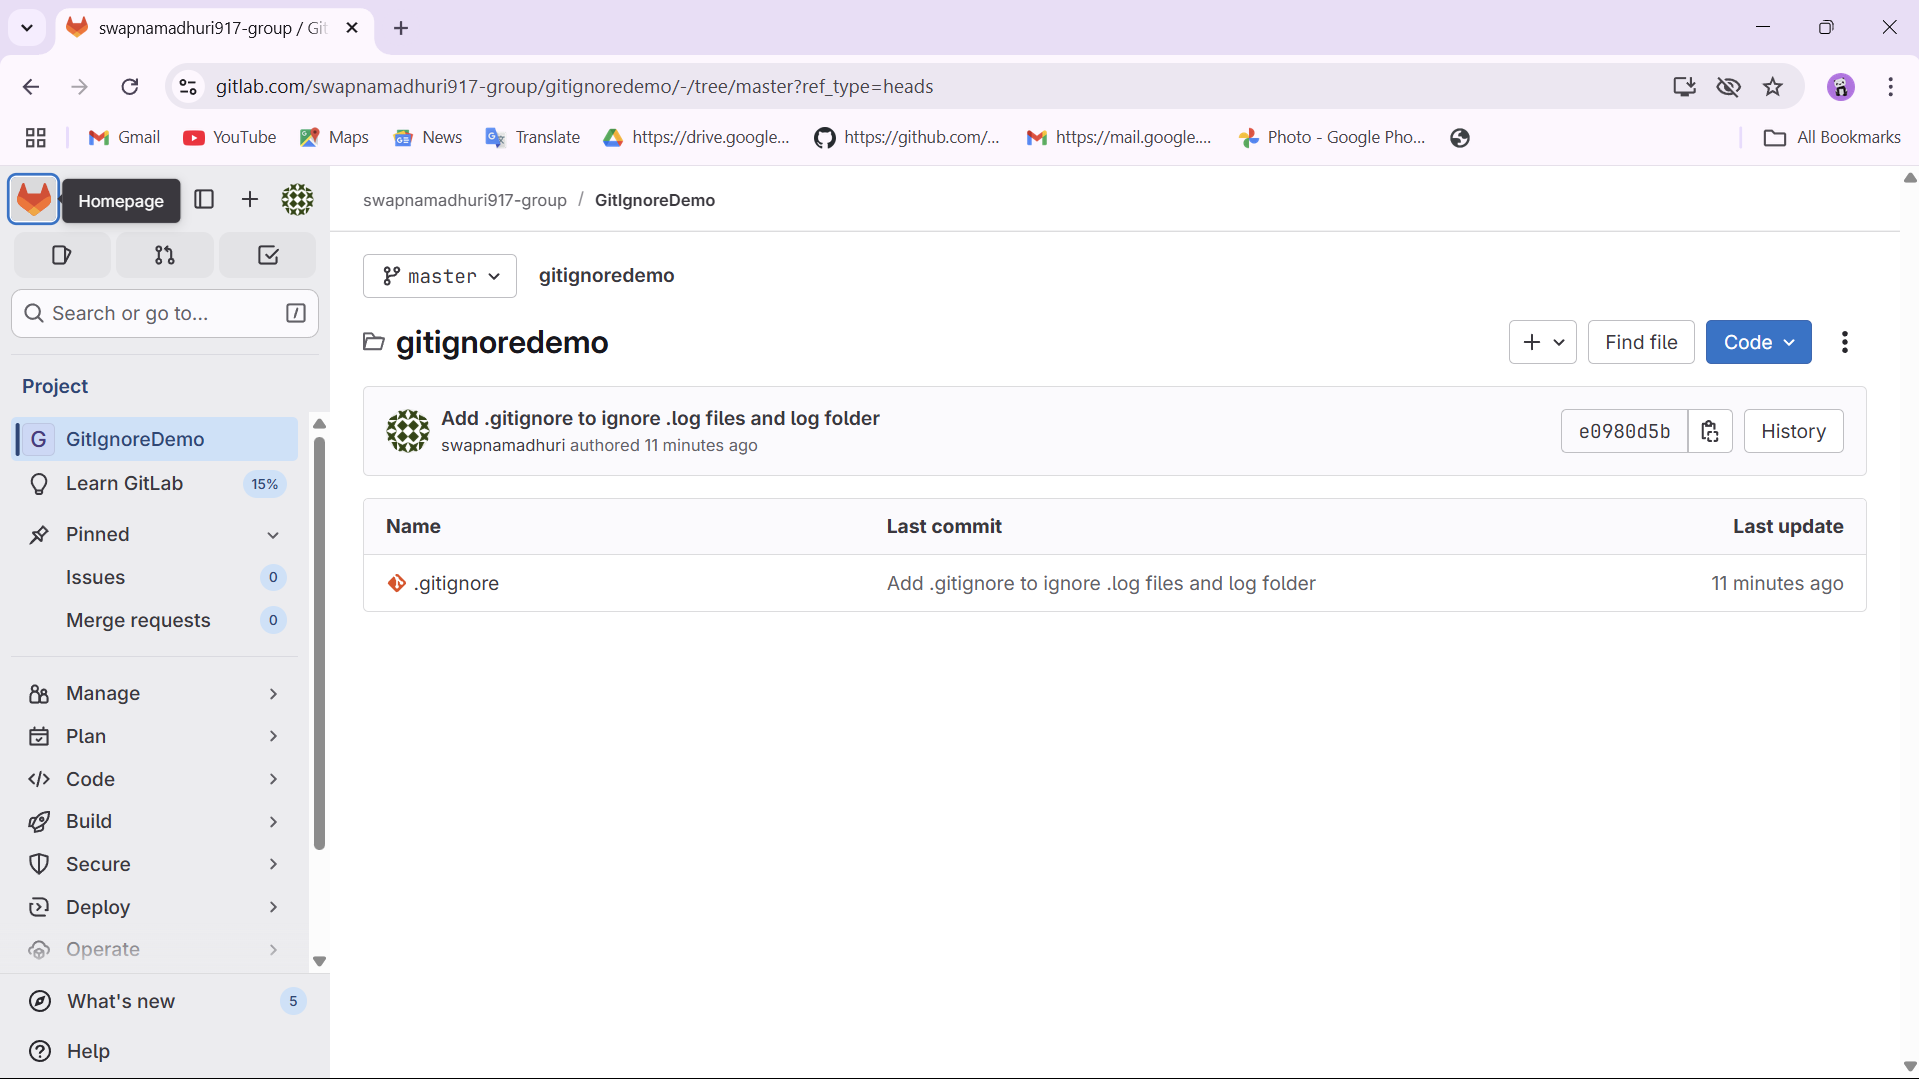 swapnamadhuri917-group / Git
gitlab.com/swapnamadhuri917-group/gitignoredemo/-/tree/master?ref_type=heads
Gmail YouTube Maps News Translate https://drive.google... https://github.com/... https://mail.google.... Photo - Google Pho... All Bookmarks
Homepage
swapnamadhuri917-group / GitIgnoreDemo
Search or go to... /
master gitignoredemo
gitignoredemo
Find file Code
Project
G GitIgnoreDemo
Learn GitLab 15%
Pinned
Issues 0
Merge requests 0
Manage
Plan
Code
Build
Secure
Deploy
Operate
What's new 5
Help
Add .gitignore to ignore .log files and log folder
swapnamadhuri authored 11 minutes ago
e0980d5b History
Name Last commit Last update
.gitignore Add .gitignore to ignore .log files and log folder 11 minutes ago